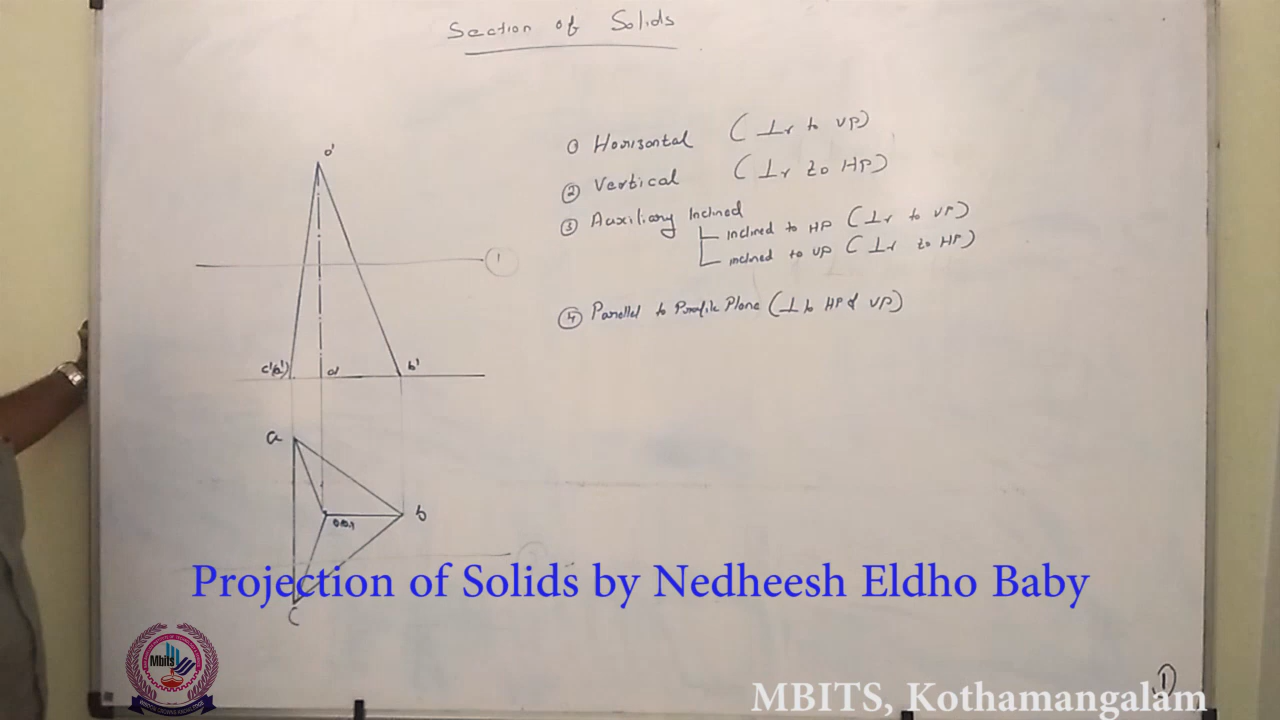 Section of Solids
① Horizontal (⊥r to VP)
② Vertical (⊥r to HP)
③ Auxiliary Inclined
Inclined to HP (⊥r to VP)
Inclined to VP (⊥r to HP)
④ Parallel to Profile Plane (⊥ to HP & VP)
o'
1
c'(a')
o'
b'
a
b
c
Projection of Solids by Nedheesh Eldho Baby
Mbits
①
MBITS, Kothamangalam